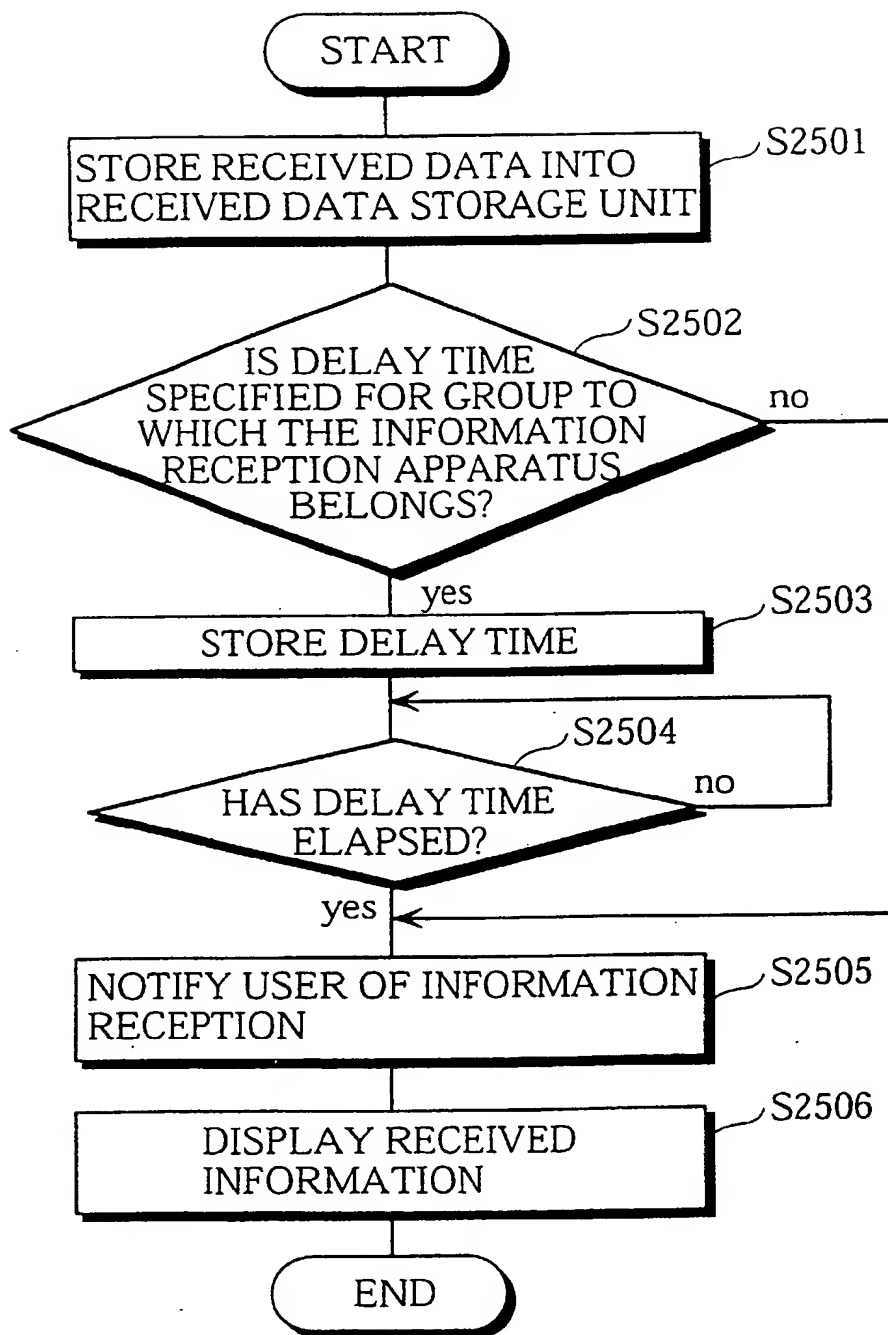 START
S2501
STORE RECEIVED DATA INTO
RECEIVED DATA STORAGE UNIT
S2502
IS DELAY TIME
SPECIFIED FOR GROUP TO
WHICH THE INFORMATION
RECEPTION APPARATUS
BELONGS?
no
yes
S2503
STORE DELAY TIME
S2504
HAS DELAY TIME
ELAPSED?
no
yes
S2505
NOTIFY USER OF INFORMATION
RECEPTION
S2506
DISPLAY RECEIVED
INFORMATION
END